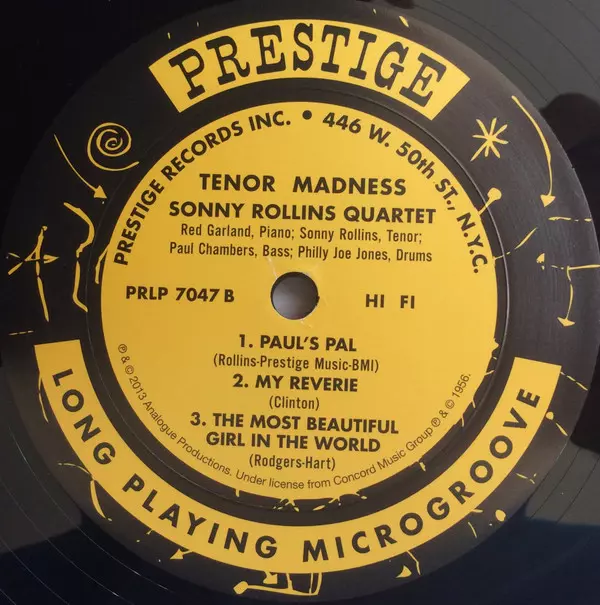 PRESTIGE
PRESTIGE RECORDS INC. • 446 W. 50th ST., N.Y.C.
TENOR MADNESS
SONNY ROLLINS QUARTET
Red Garland, Piano; Sonny Rollins, Tenor;
Paul Chambers, Bass; Philly Joe Jones, Drums
PRLP 7047 B
HI FI
1. PAUL'S PAL
(Rollins-Prestige Music-BMI)
2. MY REVERIE
(Clinton)
3. THE MOST BEAUTIFUL
GIRL IN THE WORLD
(Rodgers-Hart)
℗ & © 2013 Analogue Productions. Under license from Concord Music Group ℗ & © 1956.
LONG PLAYING MICROGROOVE